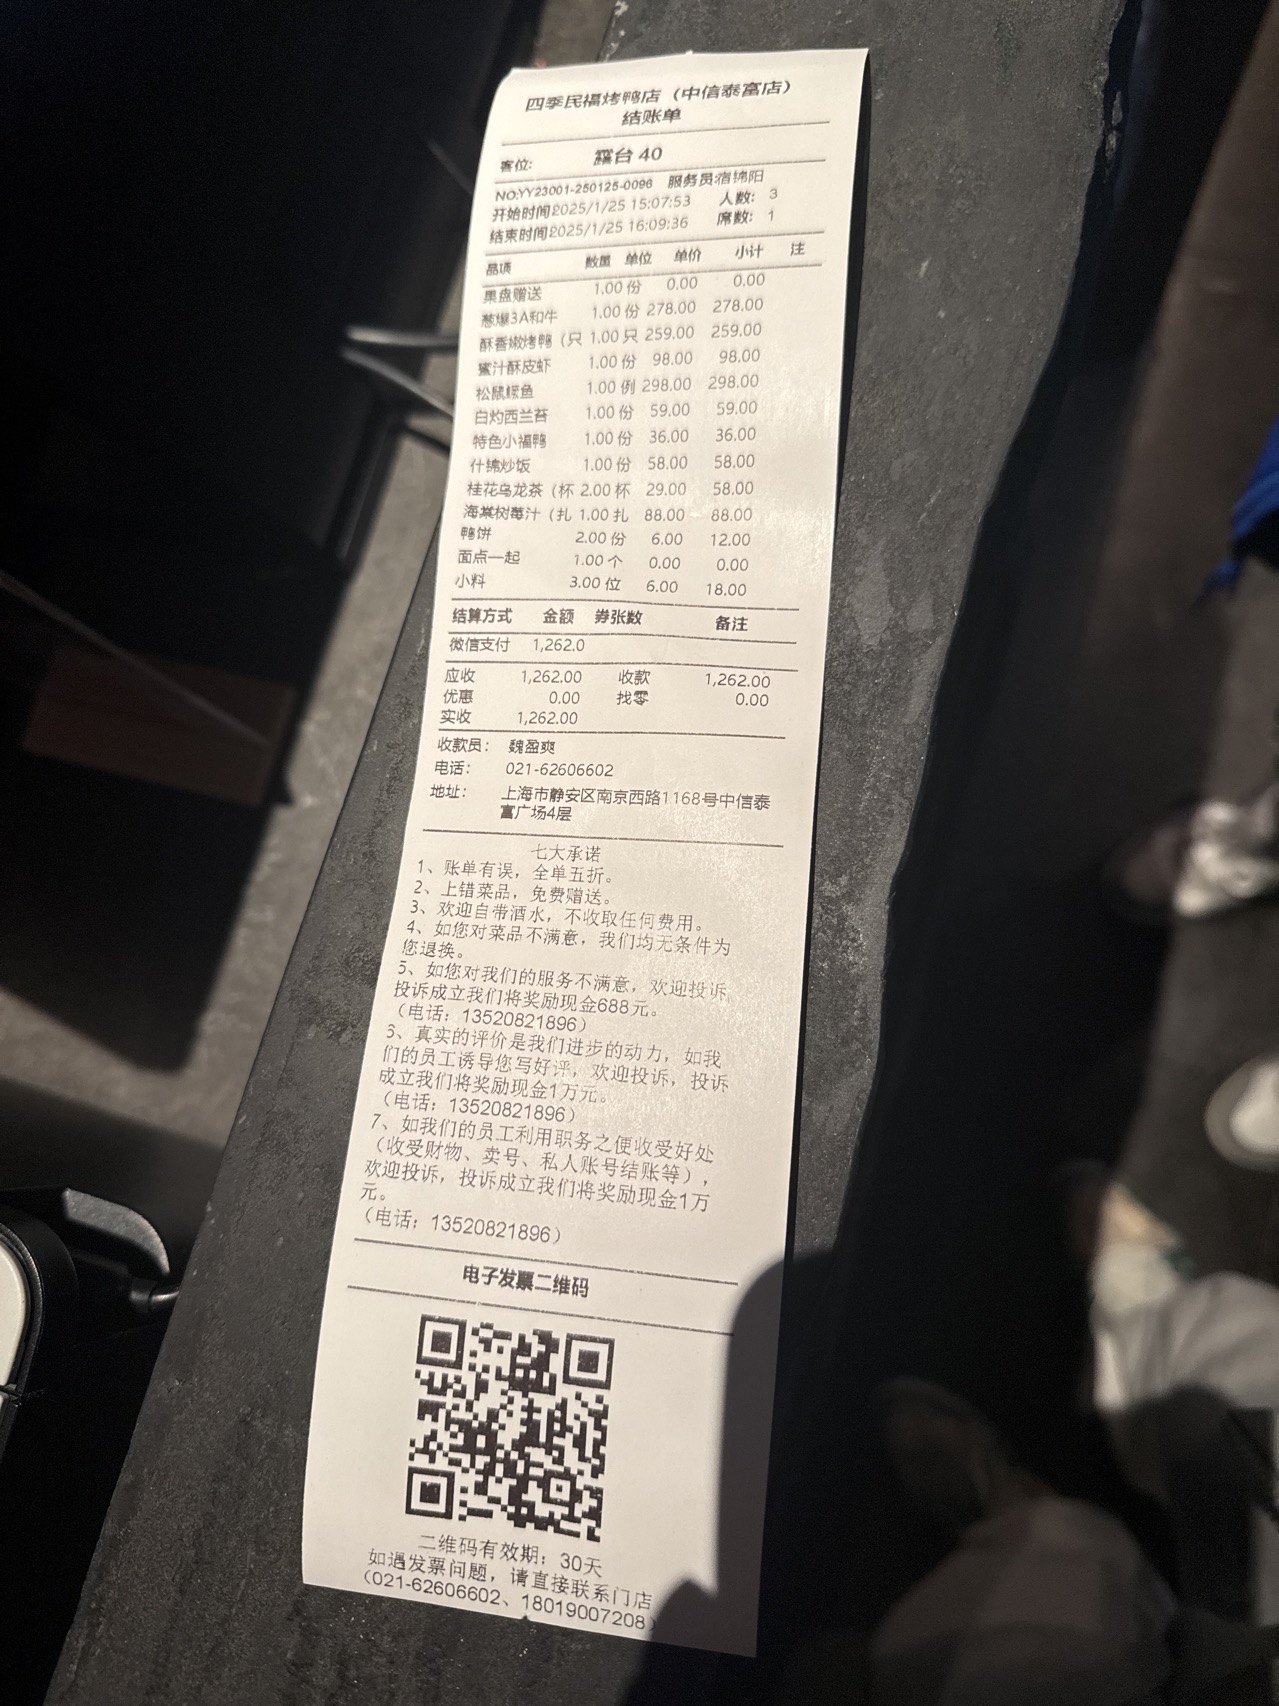 四季民福烤鸭店（中信泰富店）
结账单
客位: 露台 40
NO:YY23001-250125-0096 服务员:宿绵阳
开始时间2025/1/25 15:07:53 人数: 3
结束时间2025/1/25 16:09:36 席数: 1
品项 数量 单位 单价 小计 注
果盘赠送 1.00 份 0.00 0.00
葱爆3A和牛 1.00 份 278.00 278.00
酥香嫩烤鸭（只 1.00 只 259.00 259.00
蜜汁酥皮虾 1.00 份 98.00 98.00
松鼠鳜鱼 1.00 例 298.00 298.00
白灼西兰苔 1.00 份 59.00 59.00
特色小福鸭 1.00 份 36.00 36.00
什锦炒饭 1.00 份 58.00 58.00
桂花乌龙茶（杯 2.00 杯 29.00 58.00
海棠树莓汁（扎 1.00 扎 88.00 88.00
鸭饼 2.00 份 6.00 12.00
面点一起 1.00 个 0.00 0.00
小料 3.00 位 6.00 18.00
结算方式 金额 券张数 备注
微信支付 1,262.0
应收 1,262.00 收款 1,262.00
优惠 0.00 找零 0.00
实收 1,262.00
收款员: 魏盈爽
电话: 021-62606602
地址: 上海市静安区南京西路1168号中信泰
富广场4层
七大承诺
1、账单有误，全单五折。
2、上错菜品，免费赠送。
3、欢迎自带酒水，不收取任何费用。
4、如您对菜品不满意，我们均无条件为
您退换。
5、如您对我们的服务不满意，欢迎投诉,
投诉成立我们将奖励现金688元。
（电话：13520821896）
6、真实的评价是我们进步的动力，如我
们的员工诱导您写好评，欢迎投诉，投诉
成立我们将奖励现金1万元。
（电话：13520821896）
7、如我们的员工利用职务之便收受好处
（收受财物、卖号、私人账号结账等），
欢迎投诉，投诉成立我们将奖励现金1万
元。
（电话：13520821896）
电子发票二维码
二维码有效期：30天
如遇发票问题，请直接联系门店
（021-62606602、18019007208）